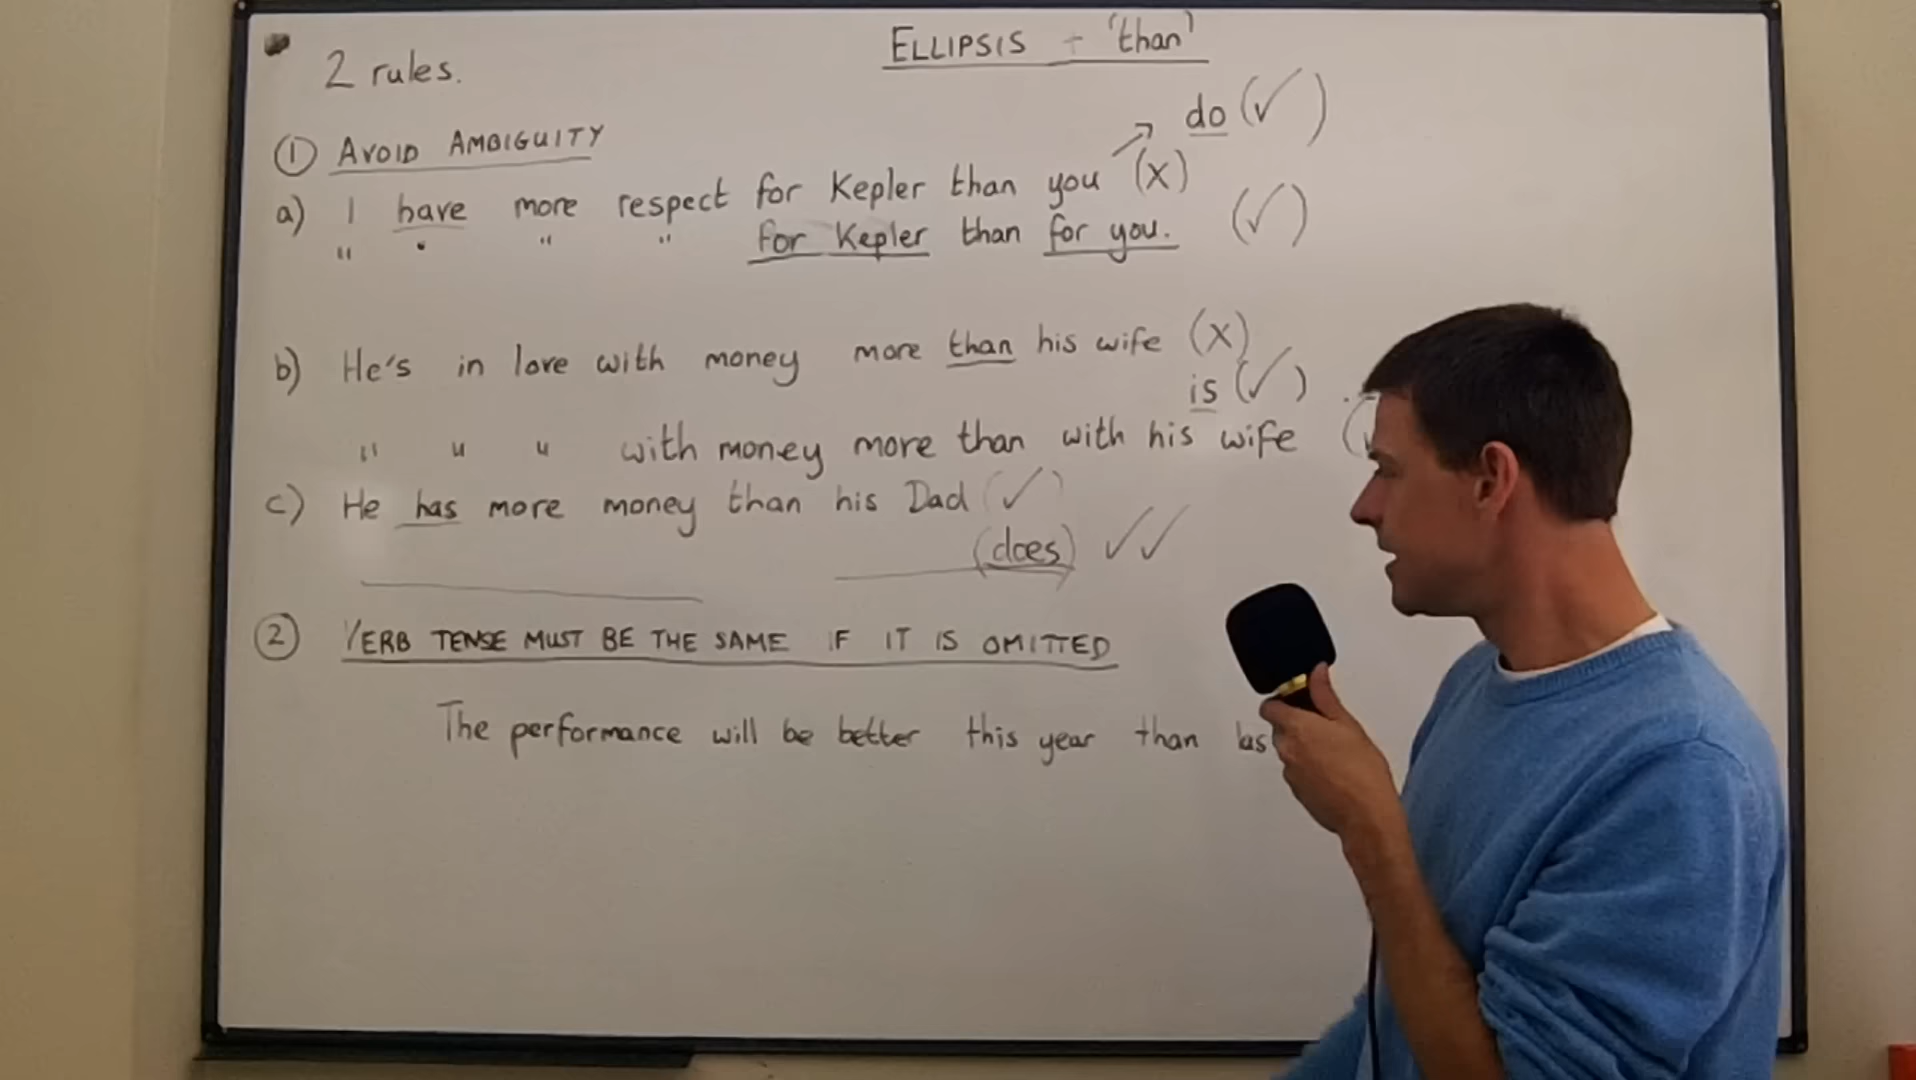 ELLIPSIS - 'than'
2 rules.
① AVOID AMBIGUITY
do (✓)
a) I have more respect for Kepler than you (x)
" " " " for Kepler than for you. (✓)
b) He's in love with money more than his wife (x)
is (✓)
" " " with money more than with his wife
c) He has more money than his Dad (✓)
(does) ✓✓
② VERB TENSE MUST BE THE SAME IF IT IS OMITTED
The performance will be better this year than